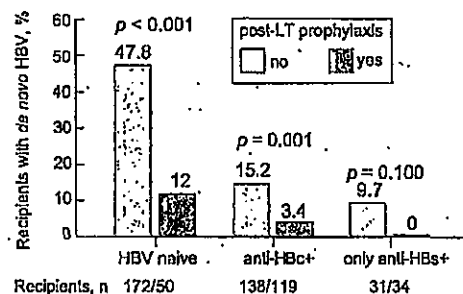 Recipients with de novo HBV, %
60
50
40
30
20
10
0
p < 0.001
47.8
12
p = 0.001
15.2
3.4
p = 0.100
9.7
0
post-LT prophylaxis
no yes
HBV naive anti-HBc+ only anti-HBs+
Recipients, n 172/50 138/119 31/34